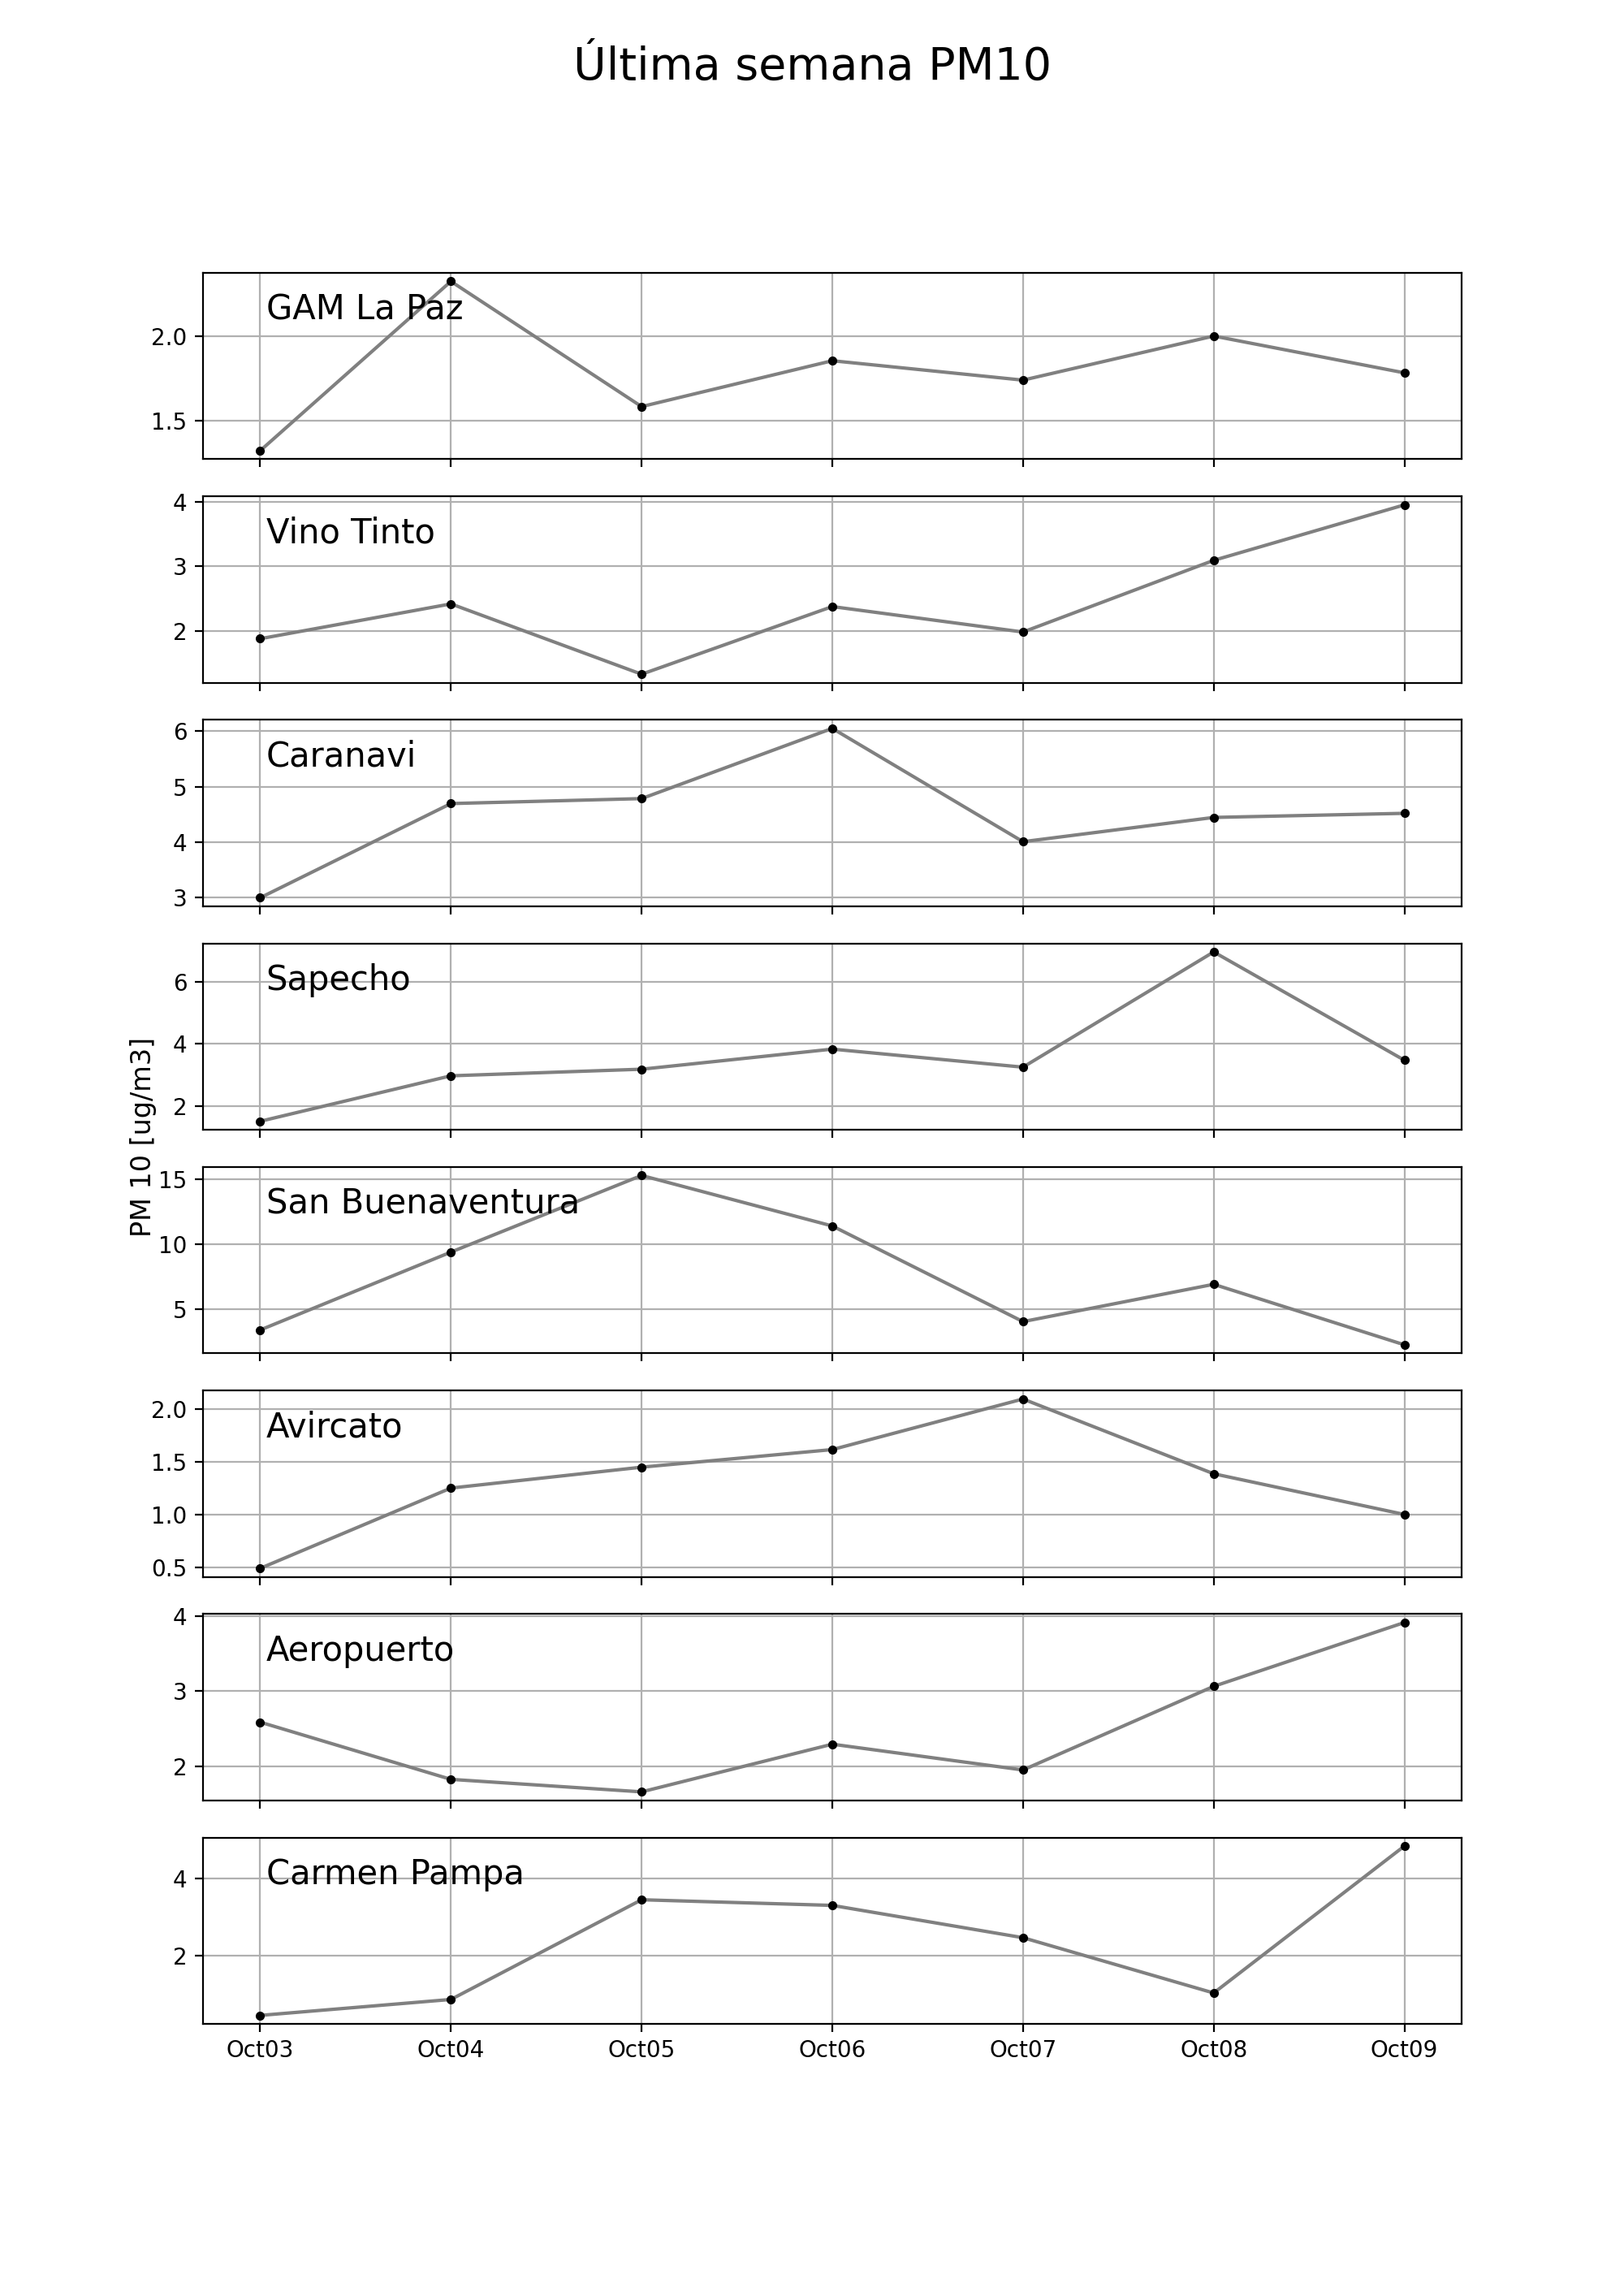 Última semana PM10
GAM La Paz
2.0
1.5
Vino Tinto
4
3
2
Caranavi
6
5
4
3
Sapecho
6
4
2
PM 10 [ug/m3]
San Buenaventura
15
10
5
Avircato
2.0
1.5
1.0
0.5
Aeropuerto
4
3
2
Carmen Pampa
4
2
Oct03 Oct04 Oct05 Oct06 Oct07 Oct08 Oct09